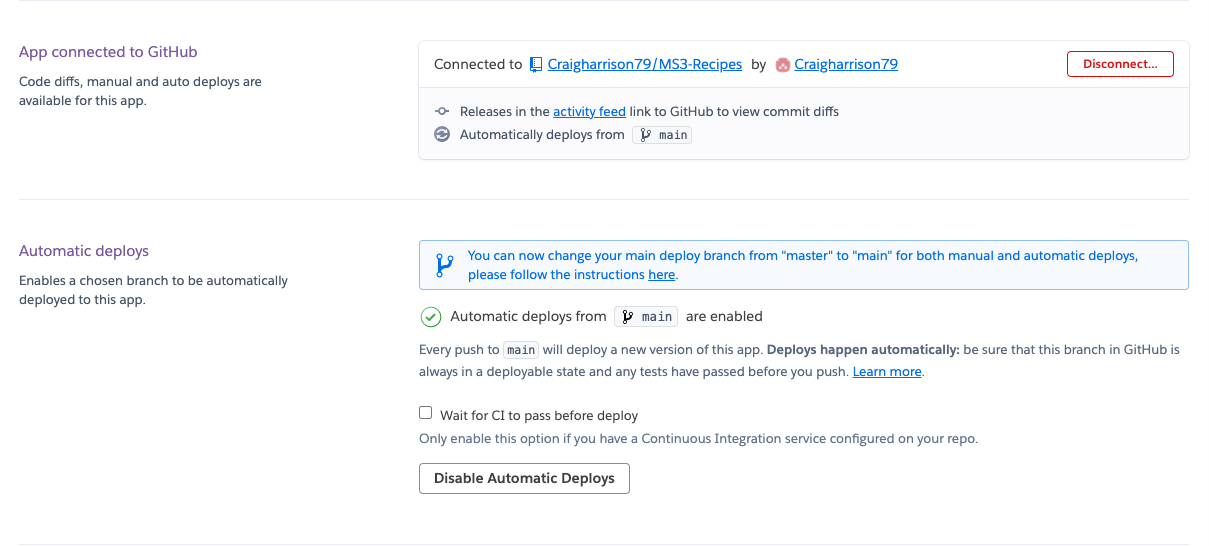 App connected to GitHub
Code diffs, manual and auto deploys are
available for this app.
Connected to Craigharrison79/MS3-Recipes by Craigharrison79
Disconnect...
Releases in the activity feed link to GitHub to view commit diffs
Automatically deploys from main
Automatic deploys
Enables a chosen branch to be automatically
deployed to this app.
You can now change your main deploy branch from "master" to "main" for both manual and automatic deploys,
please follow the instructions here.
Automatic deploys from main are enabled
Every push to main will deploy a new version of this app. Deploys happen automatically: be sure that this branch in GitHub is
always in a deployable state and any tests have passed before you push. Learn more.
Wait for CI to pass before deploy
Only enable this option if you have a Continuous Integration service configured on your repo.
Disable Automatic Deploys